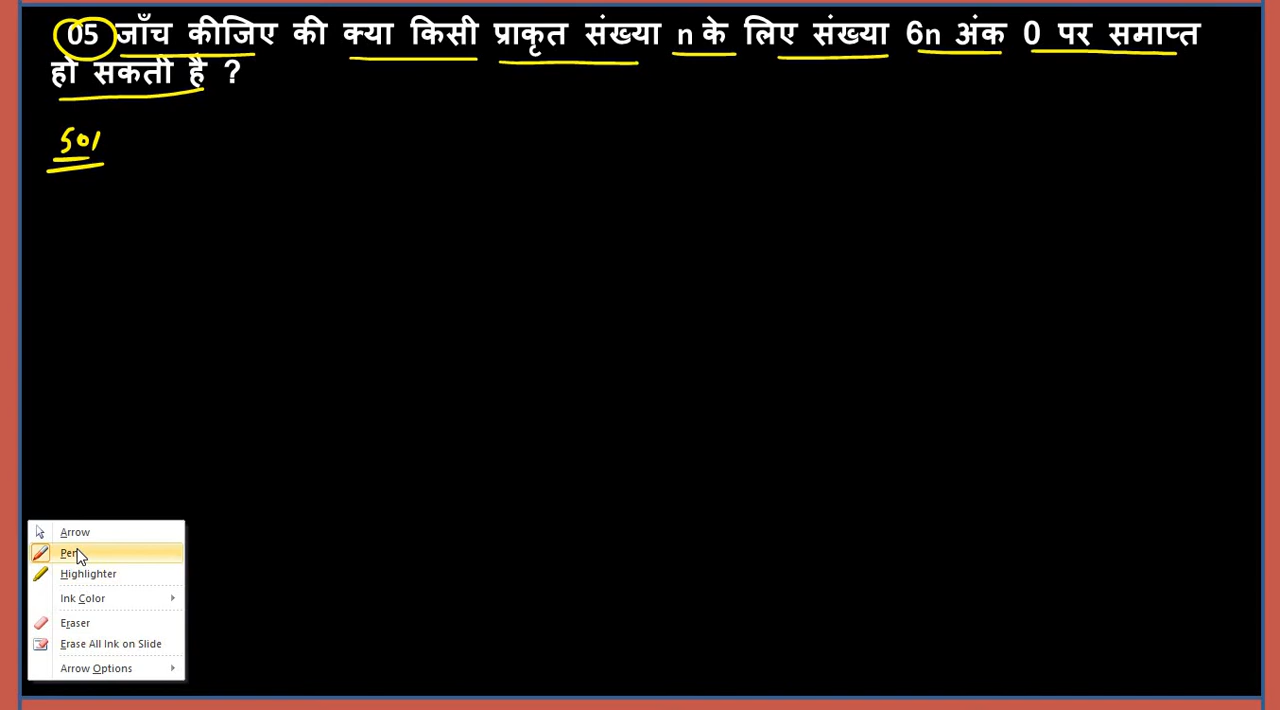 05 जाँच कीजिए की क्या किसी प्राकृत संख्या n के लिए संख्या 6n अंक 0 पर समाप्त
हो सकती है ?
Sol
Arrow
Pen
Highlighter
Ink Color
Eraser
Erase All Ink on Slide
Arrow Options